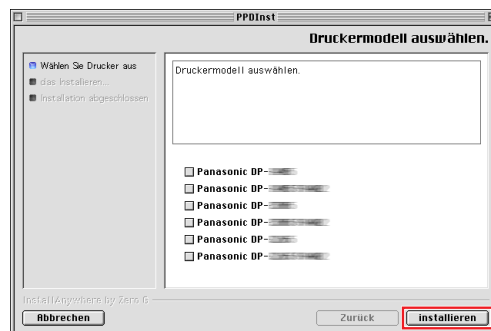 PPDInst
Druckermodell auswählen.
Wählen Sie Drucker aus
das Installieren...
Installation abgeschlossen
Druckermodell auswählen.
Panasonic DP-
Panasonic DP-
Panasonic DP-
Panasonic DP-
Panasonic DP-
Panasonic DP-
InstallAnywhere by Zero G
Abbrechen
Zurück
installieren